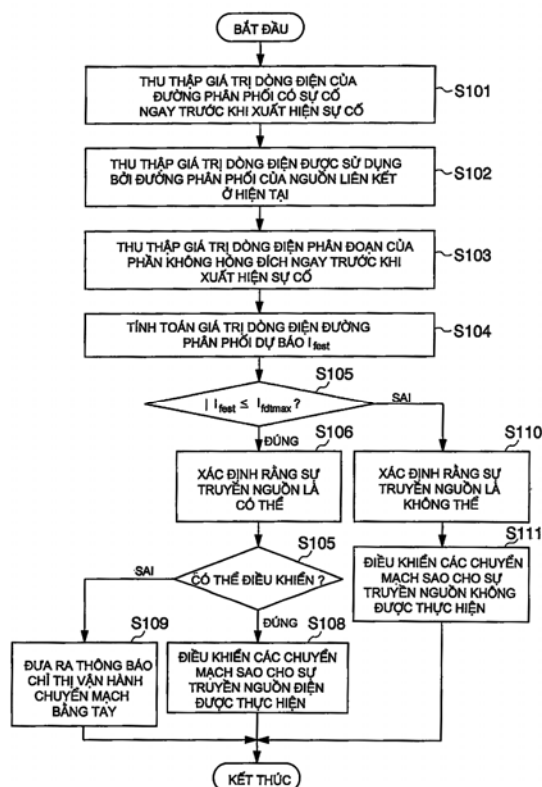 BẮT ĐẦU
THU THẬP GIÁ TRỊ DÒNG ĐIỆN CỦA
ĐƯỜNG PHÂN PHỐI CÓ SỰ CỐ
NGAY TRƯỚC KHI XUẤT HIỆN SỰ CỐ
S101
THU THẬP GIÁ TRỊ DÒNG ĐIỆN ĐƯỢC SỬ DỤNG
BỞI ĐƯỜNG PHÂN PHỐI CỦA NGUỒN LIÊN KẾT
Ở HIỆN TẠI
S102
THU THẬP GIÁ TRỊ DÒNG ĐIỆN PHÂN ĐOẠN CỦA
PHẦN KHÔNG HỎNG ĐÍCH NGAY TRƯỚC KHI
XUẤT HIỆN SỰ CỐ
S103
TÍNH TOÁN GIÁ TRỊ DÒNG ĐIỆN ĐƯỜNG
PHÂN PHỐI DỰ BÁO Ifest
S104
S105
| Ifest ≤ Ifdtmax ?
SAI
ĐÚNG
S106
XÁC ĐỊNH RẰNG SỰ
TRUYỀN NGUỒN LÀ
CÓ THỂ
S110
XÁC ĐỊNH RẰNG SỰ
TRUYỀN NGUỒN LÀ
KHÔNG THỂ
S105
CÓ THỂ ĐIỀU KHIỂN ?
SAI
ĐÚNG
S111
ĐIỀU KHIỂN CÁC CHUYỂN
MẠCH SAO CHO SỰ
TRUYỀN NGUỒN KHÔNG
ĐƯỢC THỰC HIỆN
S109
ĐƯA RA THÔNG BÁO
CHỈ THỊ VẬN HÀNH
CHUYỂN MẠCH
BẰNG TAY
S108
ĐIỀU KHIỂN CÁC CHUYỂN
MẠCH SAO CHO SỰ
TRUYỀN NGUỒN ĐIỆN
ĐƯỢC THỰC HIỆN
KẾT THÚC